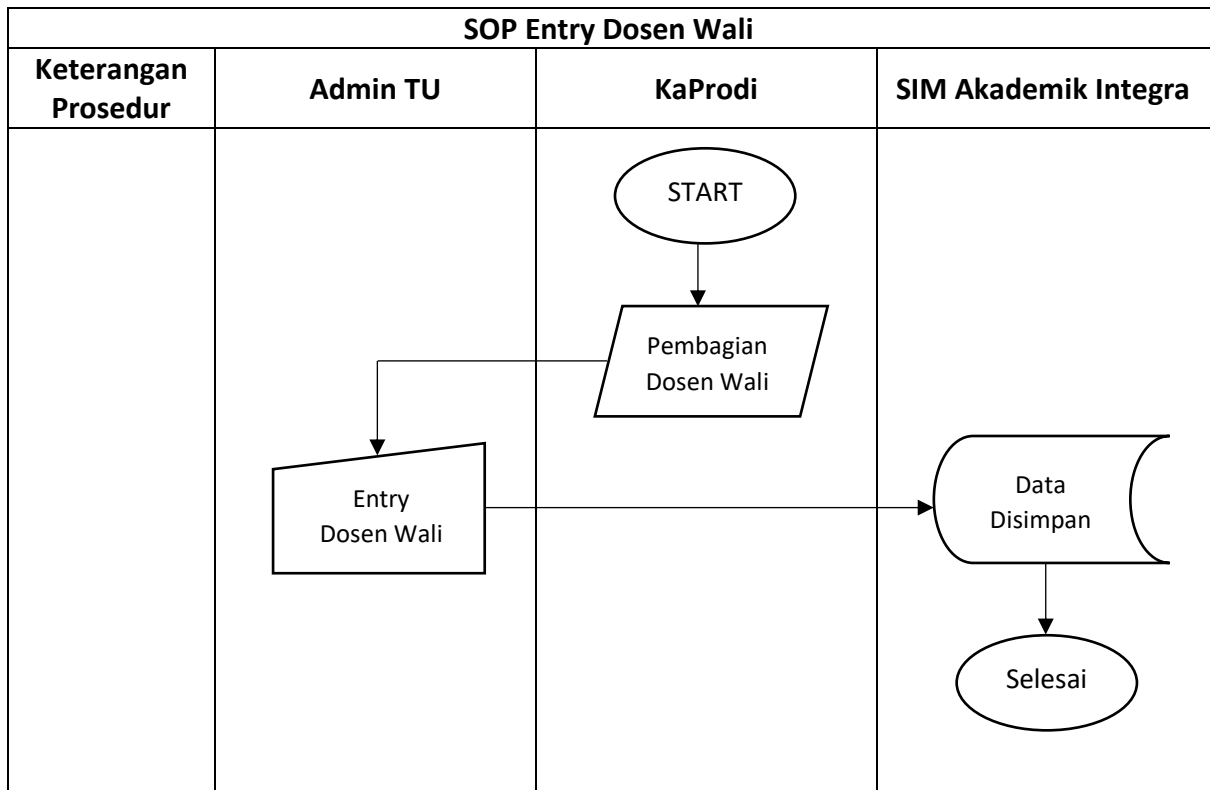 SOP Entry Dosen Wali
Keterangan
Prosedur
Admin TU
KaProdi
SIM Akademik Integra
START
Pembagian
Dosen Wali
Entry
Dosen Wali
Data
Disimpan
Selesai